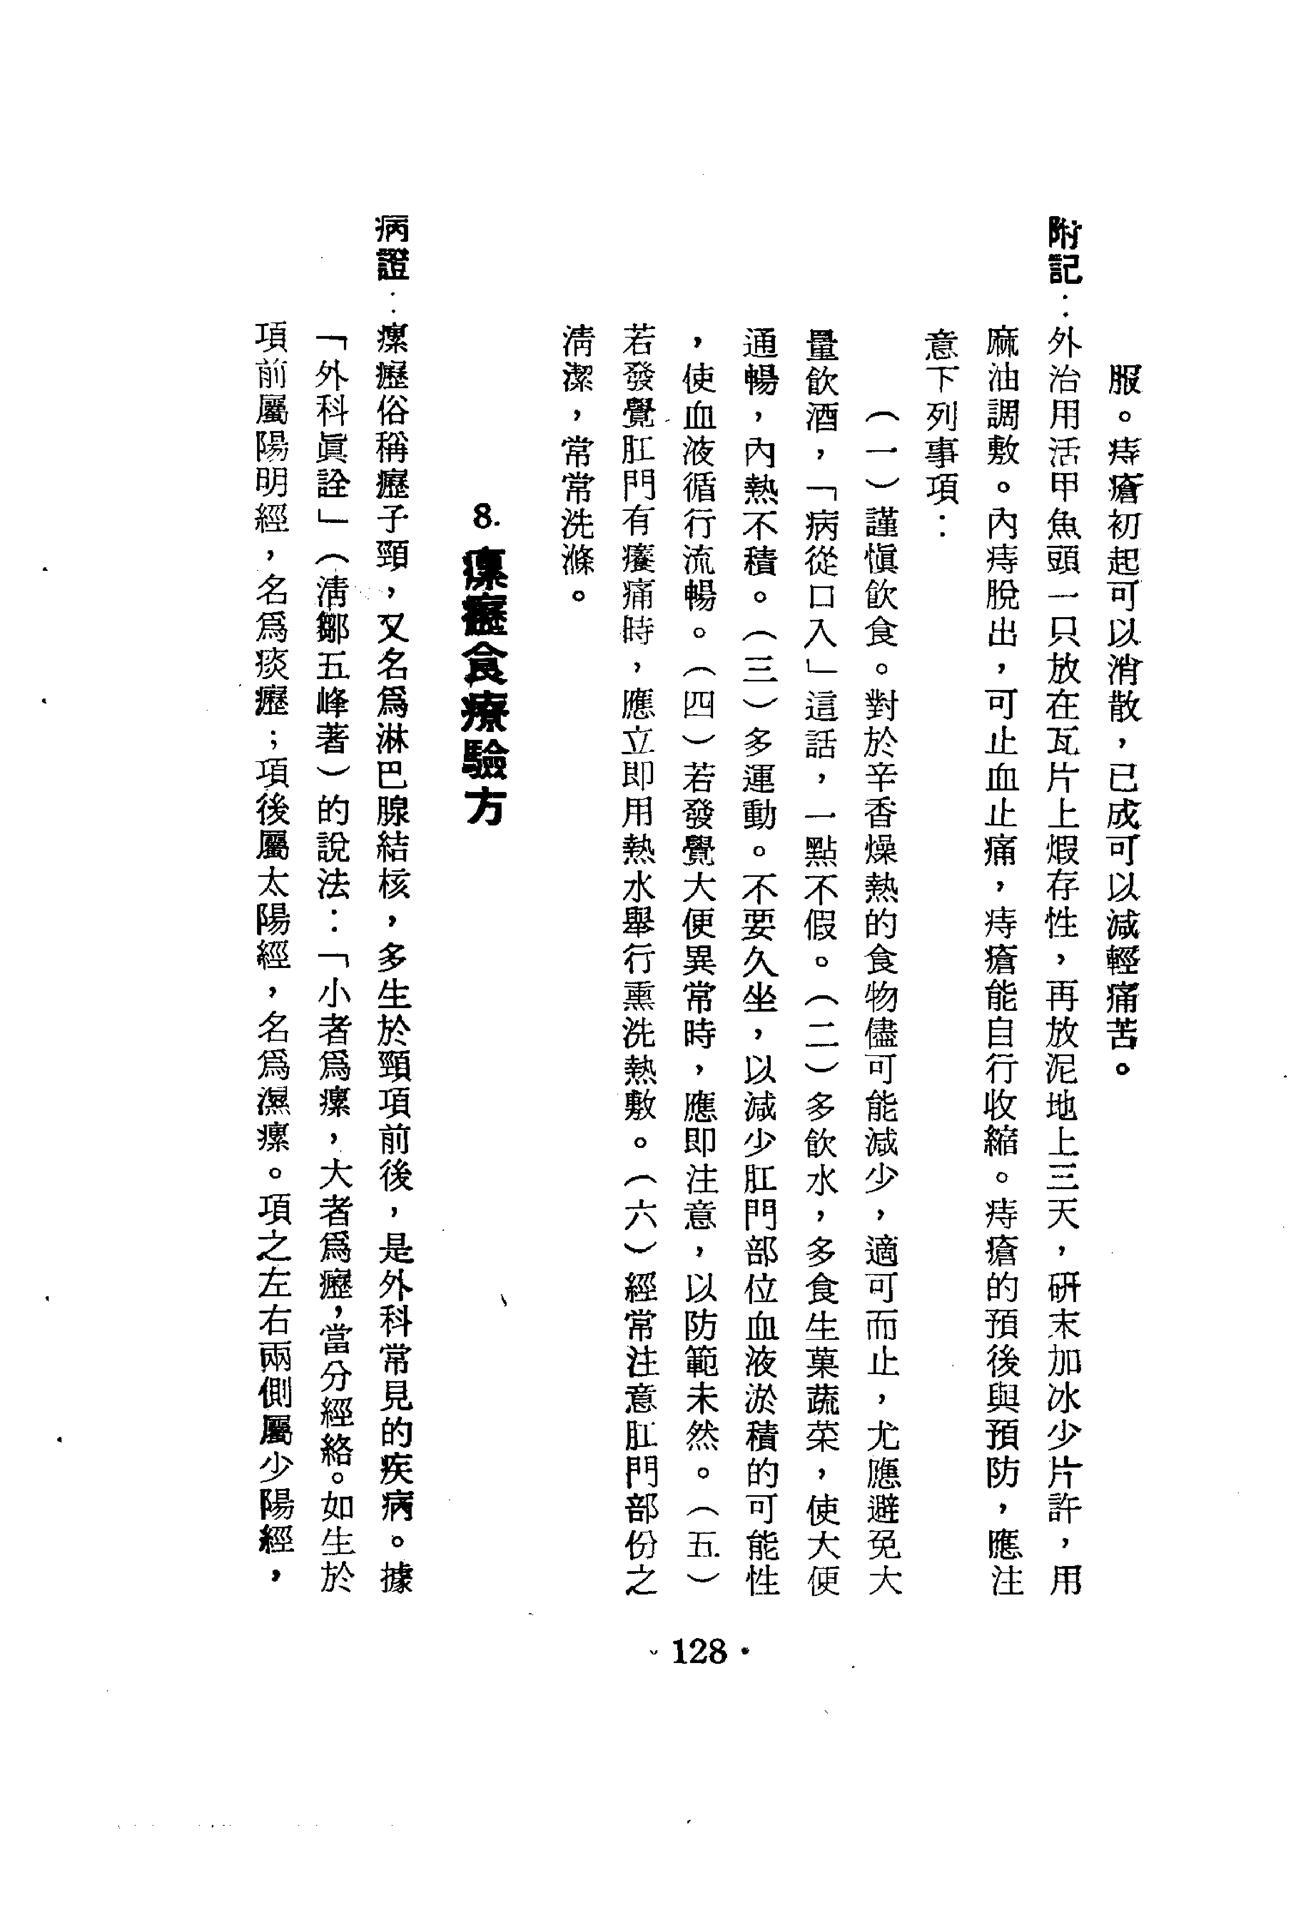 服。痔瘡初起可以消散，已成可以減輕痛苦。
附記：外治用活甲魚頭一只放在瓦片上煅存性，再放泥地上三天，研末加冰少片許，用
麻油調敷。內痔脫出，可止血止痛，痔瘡能自行收縮。痔瘡的預後與預防，應注
意下列事項：
（一）謹愼飲食。對於辛香燥熱的食物儘可能減少，適可而止，尤應避免大
量飲酒，「病從口入」這話，一點不假。（二）多飲水，多食生菓蔬菜，使大便
通暢，內熱不積。（三）多運動。不要久坐，以減少肛門部位血液淤積的可能性
，使血液循行流暢。（四）若發覺大便異常時，應即注意，以防範未然。（五）
若發覺肛門有癢痛時，應立即用熱水舉行熏洗熱敷。（六）經常注意肛門部份之
淸潔，常常洗滌。
8. 瘰癧食療驗方
病證：瘰癧俗稱癧子頸，又名爲淋巴腺結核，多生於頸項前後，是外科常見的疾病。據
「外科眞詮」（淸鄒五峰著）的說法：「小者爲瘰，大者爲癧，當分經絡。如生於
項前屬陽明經，名爲痰癧；項後屬太陽經，名爲濕瘰。項之左右兩側屬少陽經，
·128·